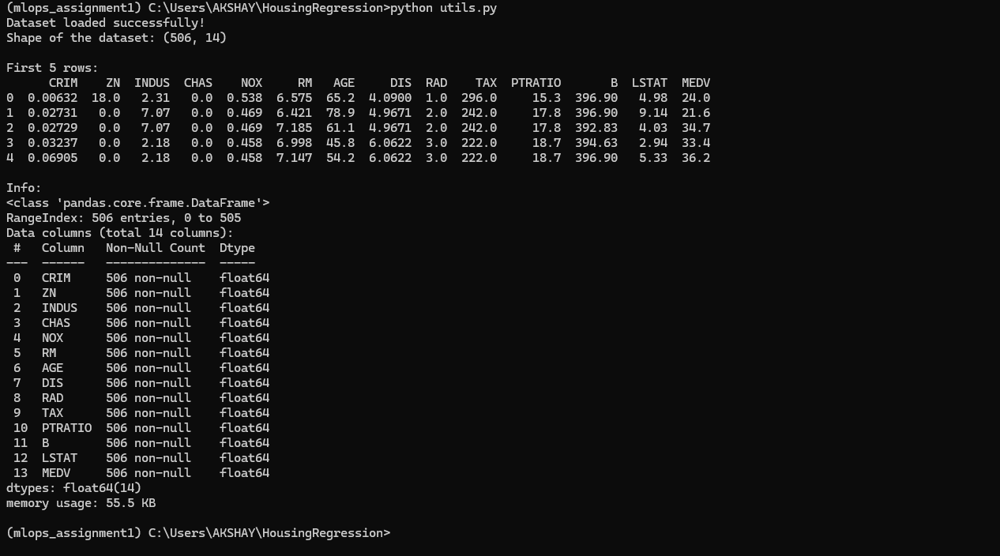 (mlops_assignment1) C:\Users\AKSHAY\HousingRegression>python utils.py
Dataset loaded successfully!
Shape of the dataset: (506, 14)

First 5 rows:
      CRIM    ZN  INDUS  CHAS    NOX     RM   AGE     DIS  RAD    TAX  PTRATIO       B  LSTAT  MEDV
0  0.00632  18.0   2.31   0.0  0.538  6.575  65.2  4.0900  1.0  296.0     15.3  396.90   4.98  24.0
1  0.02731   0.0   7.07   0.0  0.469  6.421  78.9  4.9671  2.0  242.0     17.8  396.90   9.14  21.6
2  0.02729   0.0   7.07   0.0  0.469  7.185  61.1  4.9671  2.0  242.0     17.8  392.83   4.03  34.7
3  0.03237   0.0   2.18   0.0  0.458  6.998  45.8  6.0622  3.0  222.0     18.7  394.63   2.94  33.4
4  0.06905   0.0   2.18   0.0  0.458  7.147  54.2  6.0622  3.0  222.0     18.7  396.90   5.33  36.2

Info:
<class 'pandas.core.frame.DataFrame'>
RangeIndex: 506 entries, 0 to 505
Data columns (total 14 columns):
 #   Column   Non-Null Count  Dtype
---  ------   --------------  -----
 0   CRIM     506 non-null    float64
 1   ZN       506 non-null    float64
 2   INDUS    506 non-null    float64
 3   CHAS     506 non-null    float64
 4   NOX      506 non-null    float64
 5   RM       506 non-null    float64
 6   AGE      506 non-null    float64
 7   DIS      506 non-null    float64
 8   RAD      506 non-null    float64
 9   TAX      506 non-null    float64
 10  PTRATIO  506 non-null    float64
 11  B        506 non-null    float64
 12  LSTAT    506 non-null    float64
 13  MEDV     506 non-null    float64
dtypes: float64(14)
memory usage: 55.5 KB

(mlops_assignment1) C:\Users\AKSHAY\HousingRegression>